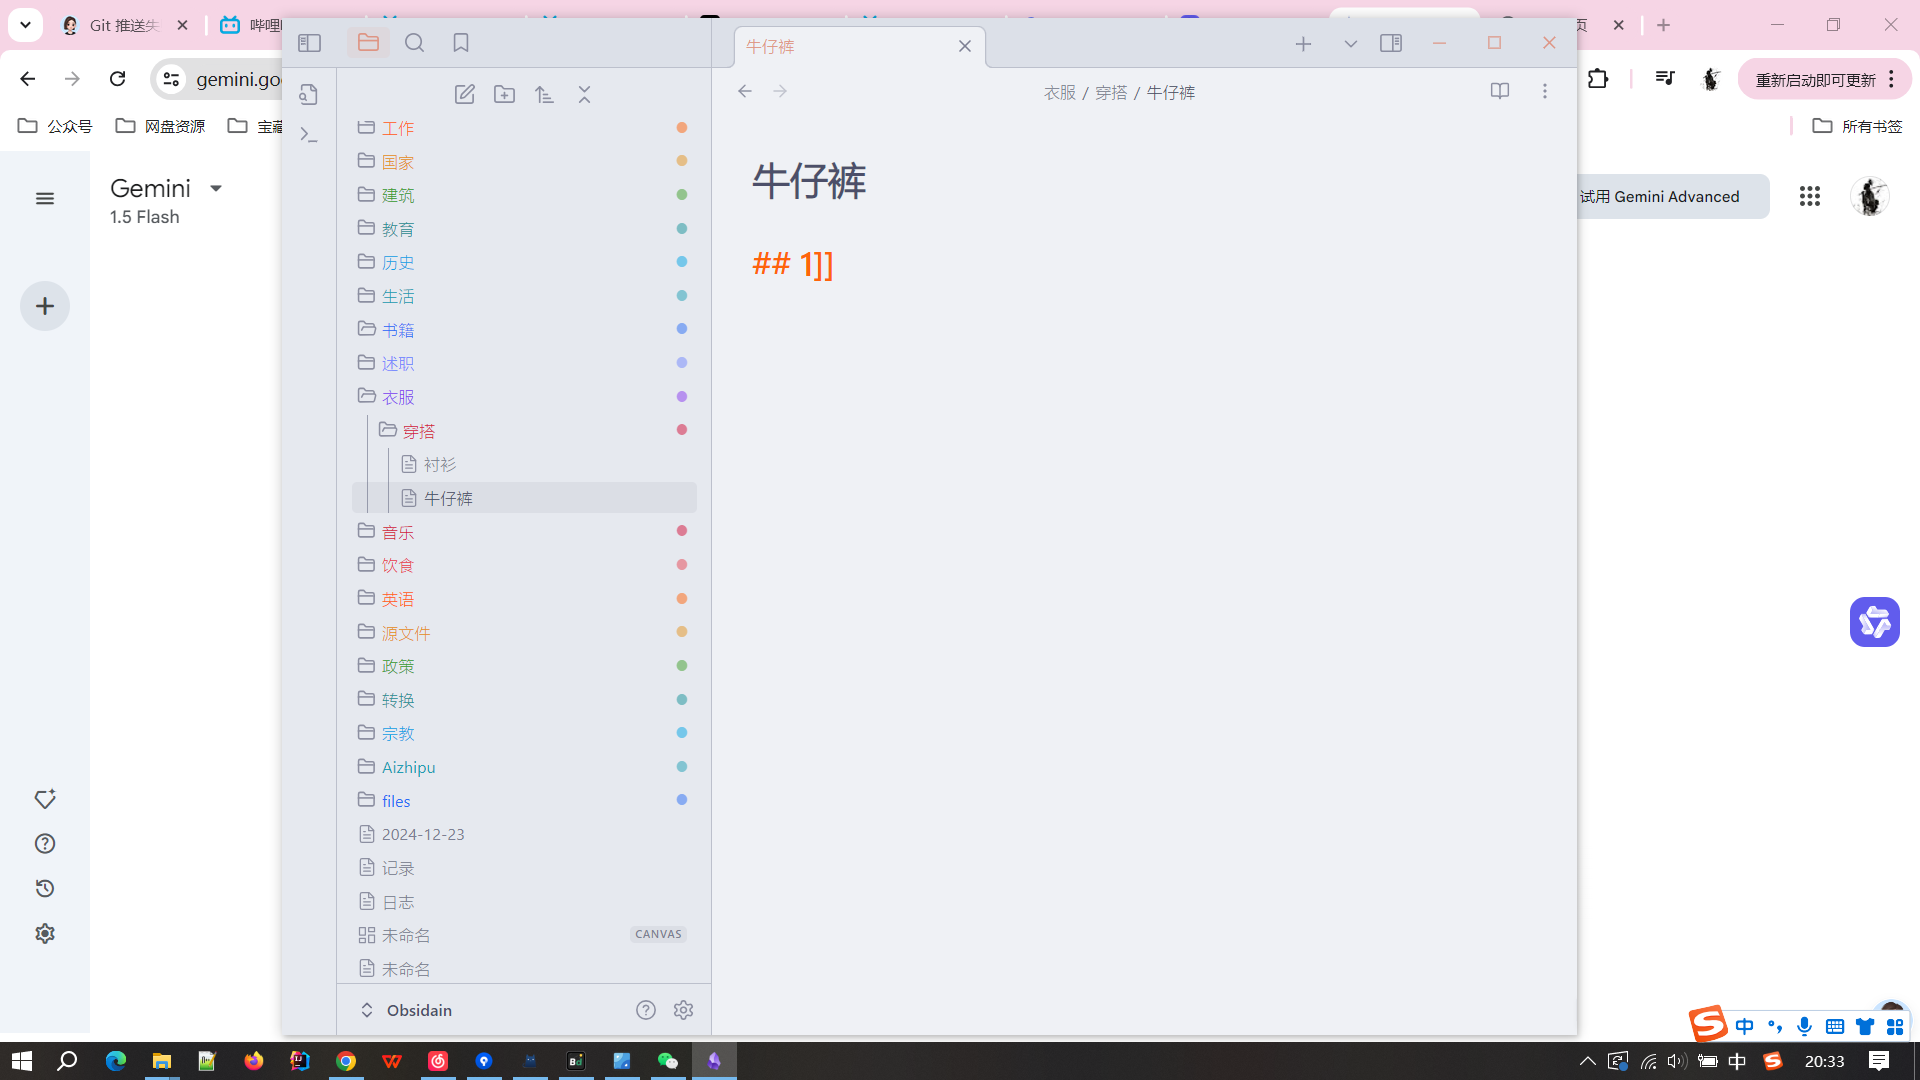 Git 推送失
哔哩
页
牛仔裤
gemini.goo
重新启动即可更新
衣服 / 穿搭 / 牛仔裤
公众号
网盘资源
宝藏
所有书签
Gemini
1.5 Flash
试用 Gemini Advanced
工作
国家
建筑
教育
历史
生活
书籍
述职
衣服
穿搭
衬衫
牛仔裤
音乐
饮食
英语
源文件
政策
转换
宗教
Aizhipu
files
2024-12-23
记录
日志
未命名
CANVAS
未命名
Obsidain
牛仔裤
## 1]]
中
中
20:33